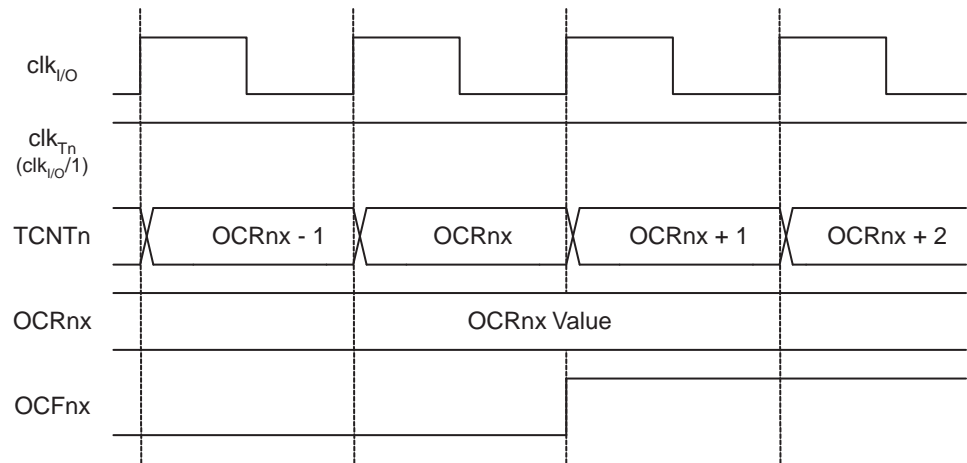 clkI/O
clkTn
(clkI/O/1)
TCNTn
OCRnx - 1
OCRnx
OCRnx + 1
OCRnx + 2
OCRnx
OCRnx Value
OCFnx